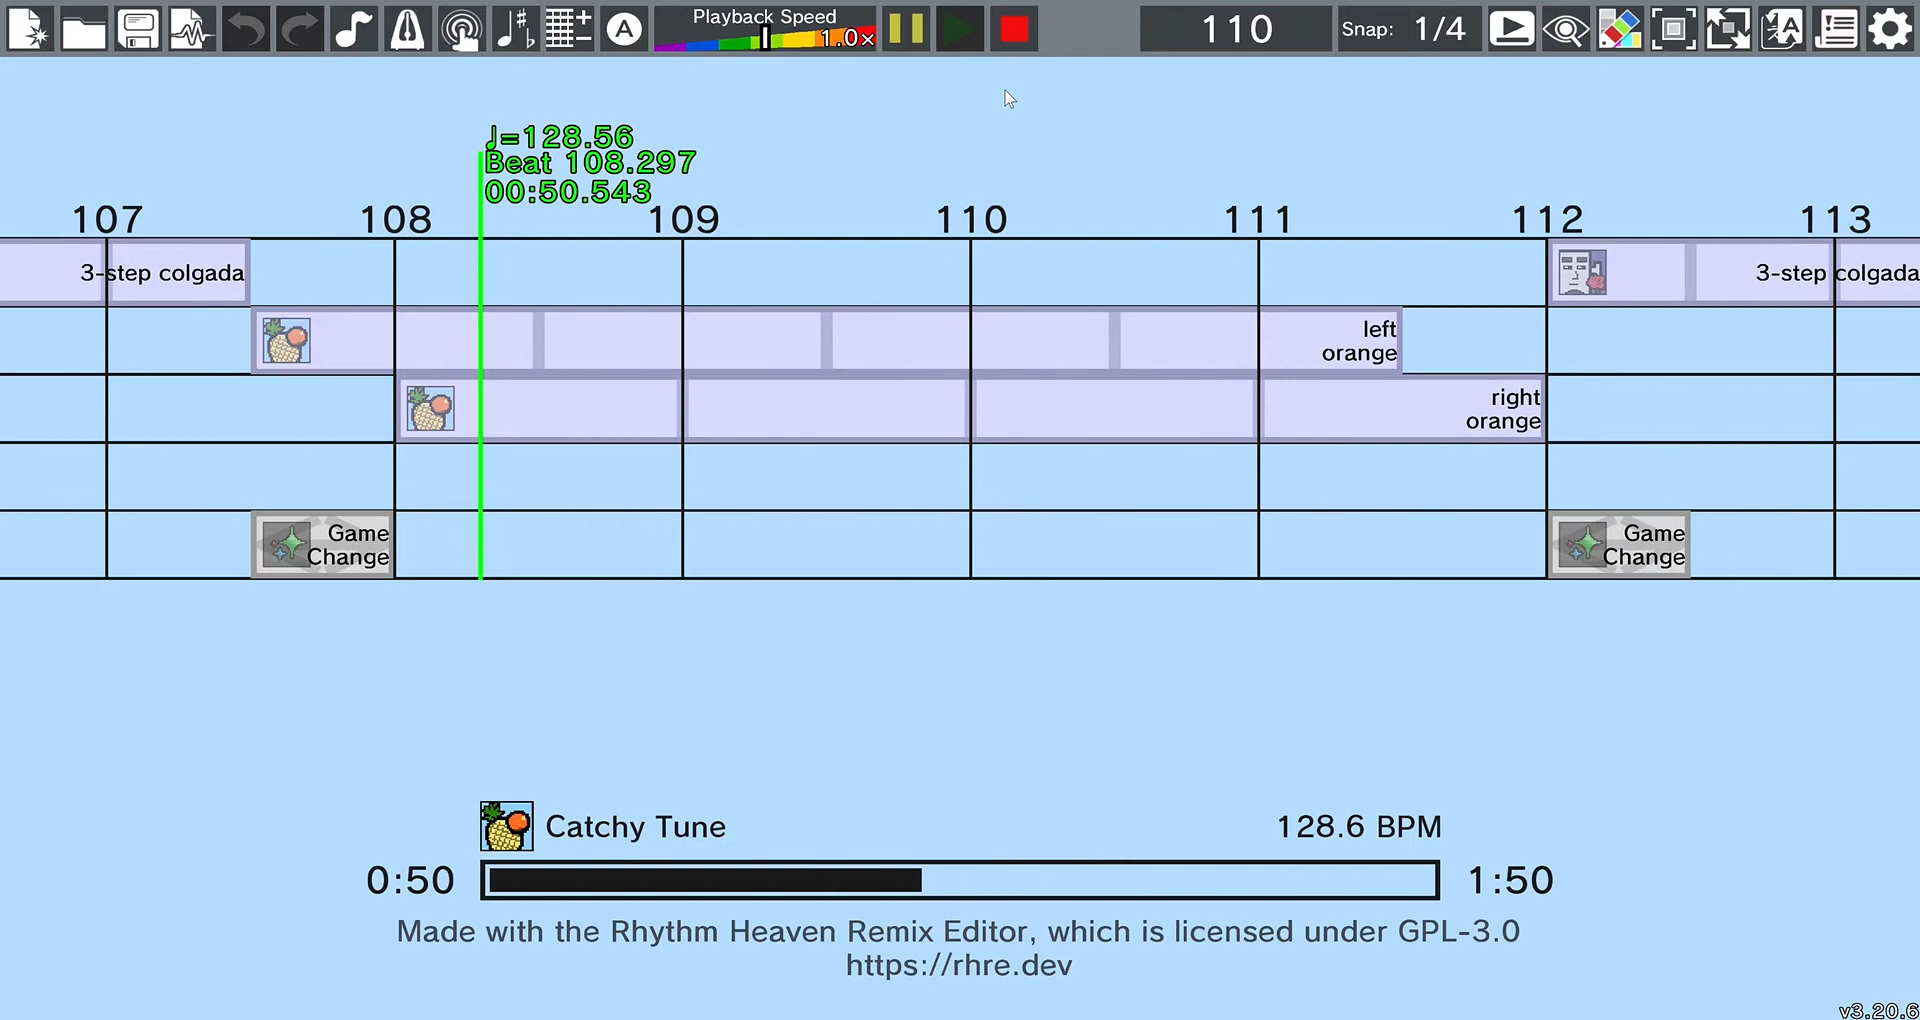 Playback Speed
1.0x
110
Snap: 1/4
A
A
♩=128.56
Beat 108.297
00:50.543
107 108 109 110 111 112 113
3-step colgada
3-step colgada
left
orange
right
orange
Game
Change
Game
Change
Catchy Tune
128.6 BPM
0:50
1:50
Made with the Rhythm Heaven Remix Editor, which is licensed under GPL-3.0
https://rhre.dev
v3.20.6